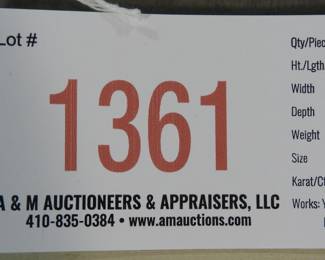 Lot #
1361
A & M AUCTIONEERS & APPRAISERS, LLC
410-835-0384 • www.amauctions.com
Qty/Piec
Ht./Lgth.
Width
Depth
Weight
Size
Karat/Ct
Works: Y